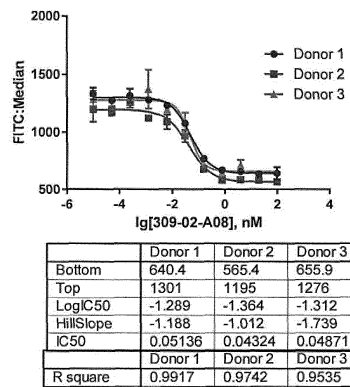 2000
1500
1000
500
FITC:Median
-6 -4 -2 0 2 4
lg[309-02-A08], nM
Donor 1
Donor 2
Donor 3
Donor 1 Donor 2 Donor 3
Bottom 640.4 565.4 655.9
Top 1301 1195 1276
LogIC50 -1.289 -1.364 -1.312
HillSlope -1.188 -1.012 -1.739
IC50 0.05136 0.04324 0.04871
Donor 1 Donor 2 Donor 3
R square 0.9917 0.9742 0.9535